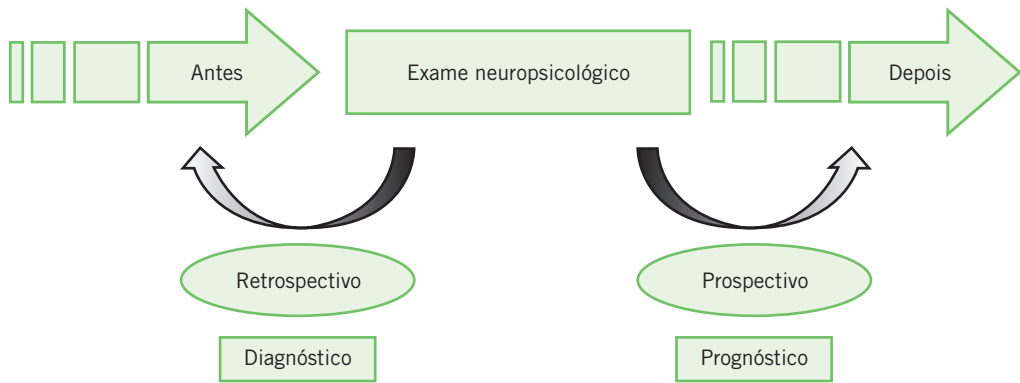 Antes
Exame neuropsicológico
Depois
Retrospectivo
Prospectivo
Diagnóstico
Prognóstico